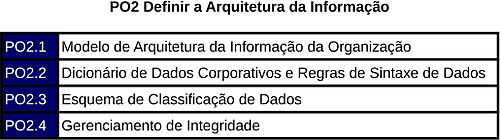 PO2 Definir a Arquitetura da Informação
PO2.1 Modelo de Arquitetura da Informação da Organização
PO2.2 Dicionário de Dados Corporativos e Regras de Sintaxe de Dados
PO2.3 Esquema de Classificação de Dados
PO2.4 Gerenciamento de Integridade